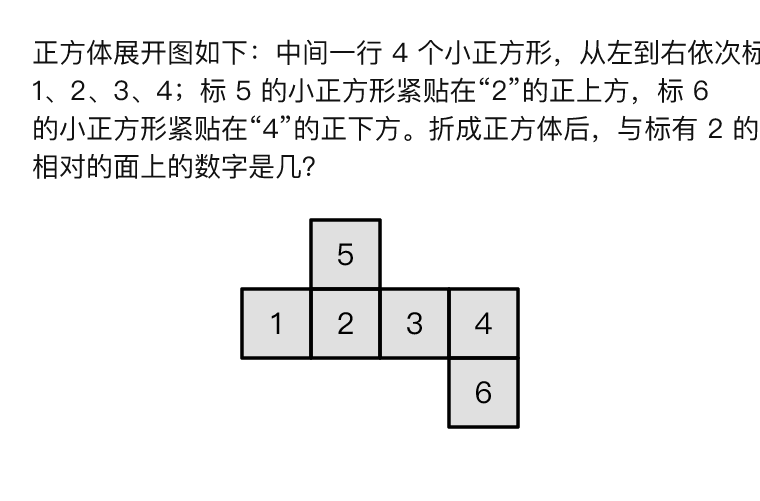 正方体展开图如下：中间一行 4 个小正方形，从左到右依次标
1、2、3、4；标 5 的小正方形紧贴在“2”的正上方，标 6
的小正方形紧贴在“4”的正下方。折成正方体后，与标有 2 的
相对的面上的数字是几？
5
1 2 3 4
6